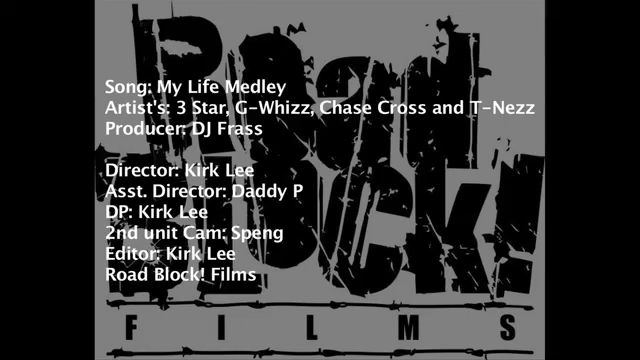 Road
Block!
FILMS
Song: My Life Medley
Artist's: 3 Star, G-Whizz, Chase Cross and T-Nezz
Producer: DJ Frass
Director: Kirk Lee
Asst. Director: Daddy P
DP: Kirk Lee
2nd unit Cam: Speng
Editor: Kirk Lee
Road Block! Films